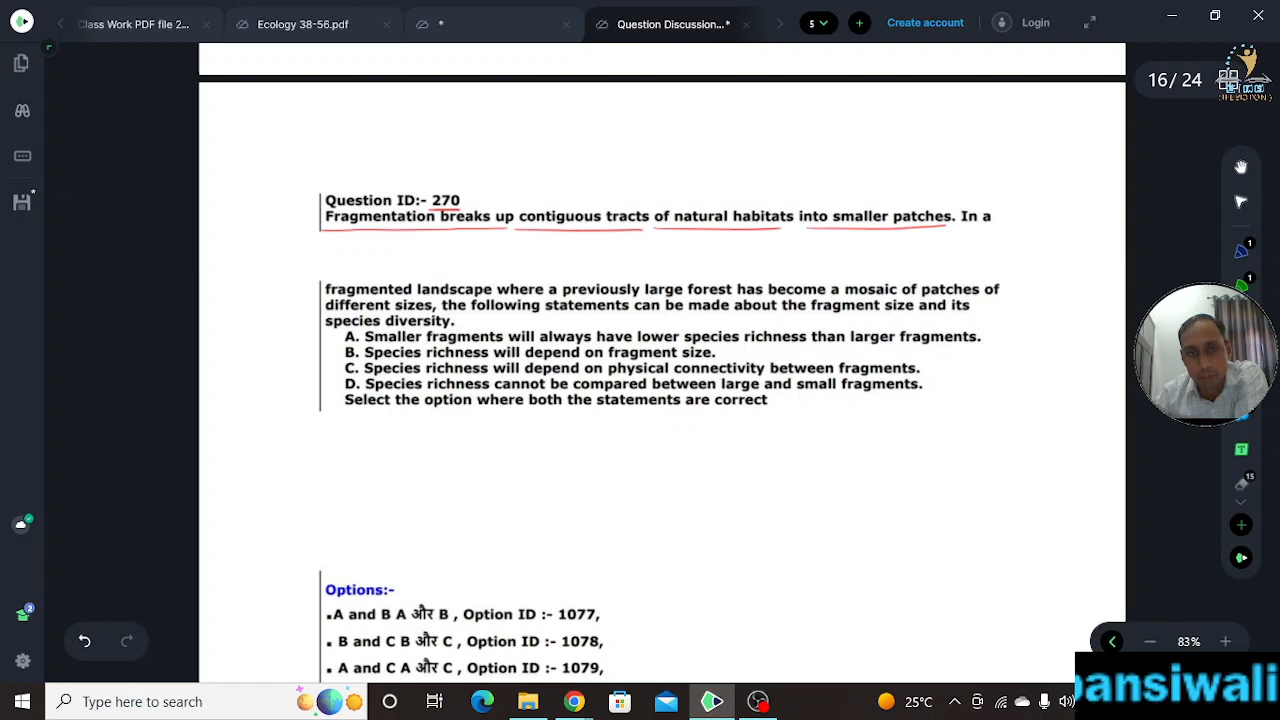 Class Work PDF file 2...
Ecology 38-56.pdf
*
Question Discussion...*
5
Create account
Login
16 / 24
Question ID:- 270
Fragmentation breaks up contiguous tracts of natural habitats into smaller patches. In a
fragmented landscape where a previously large forest has become a mosaic of patches of
different sizes, the following statements can be made about the fragment size and its
species diversity.
A. Smaller fragments will always have lower species richness than larger fragments.
B. Species richness will depend on fragment size.
C. Species richness will depend on physical connectivity between fragments.
D. Species richness cannot be compared between large and small fragments.
Select the option where both the statements are correct
Options:-
.A and B A और B , Option ID :- 1077,
. B and C B और C , Option ID :- 1078,
. A and C A और C , Option ID :- 1079,
1
1
T
15
2
83%
pansiwali
Type here to search
25°C